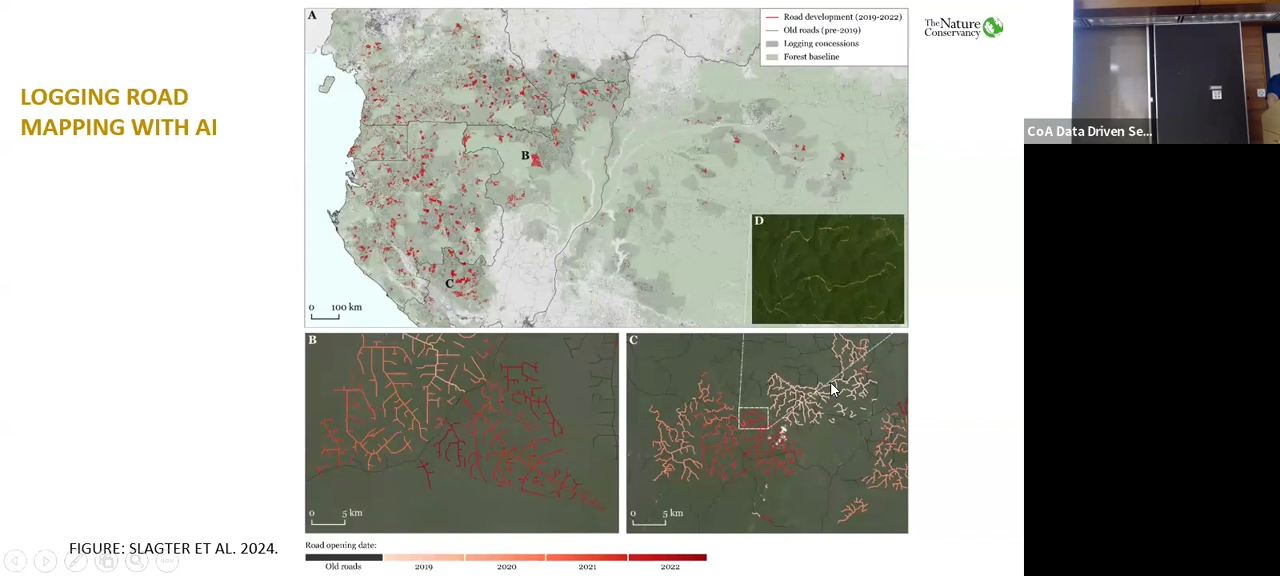 LOGGING ROAD
MAPPING WITH AI
A
Road development (2019-2022)
Old roads (pre-2019)
Logging concessions
Forest baseline
The Nature
Conservancy
CoA Data Driven Se...
B
C
D
0 100 km
B
0 5 km
C
0 5 km
FIGURE: SLAGTER ET AL. 2024.
Road opening date:
Old roads 2019 2020 2021 2022